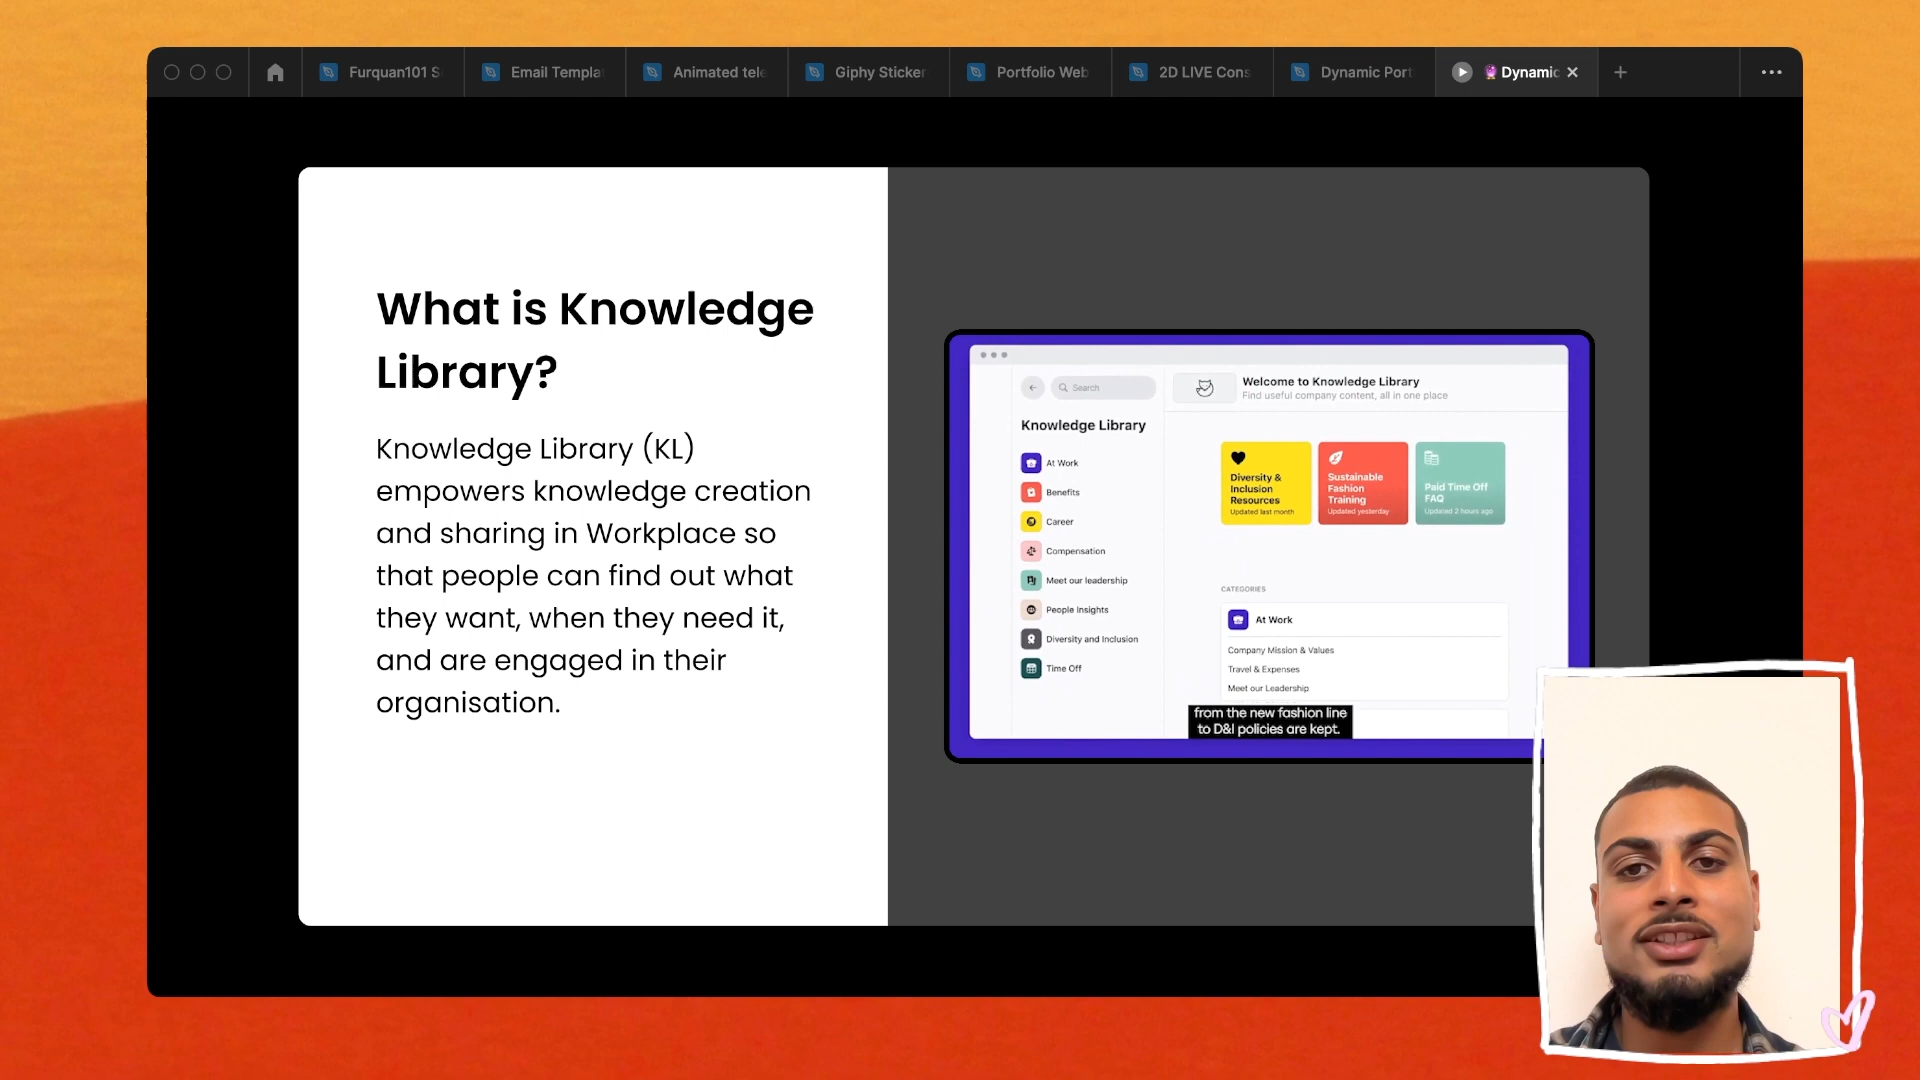 Furquan101 S
Email Templa
Animated tele
Giphy Sticker
Portfolio Web
2D LIVE Cons
Dynamic Port
Dynamic
What is Knowledge
Library?
Knowledge Library (KL)
empowers knowledge creation
and sharing in Workplace so
that people can find out what
they want, when they need it,
and are engaged in their
organisation.
Search
Knowledge Library
At Work
Benefits
Career
Compensation
Meet our leadership
People Insights
Diversity and Inclusion
Time Off
Welcome to Knowledge Library
Find useful company content, all in one place
Diversity &
Inclusion
Resources
Updated last month
Sustainable
Fashion
Training
Updated yesterday
Paid Time Off
FAQ
Updated 2 hours ago
CATEGORIES
At Work
Company Mission & Values
Travel & Expenses
Meet our Leadership
from the new fashion line
to D&I policies are kept.